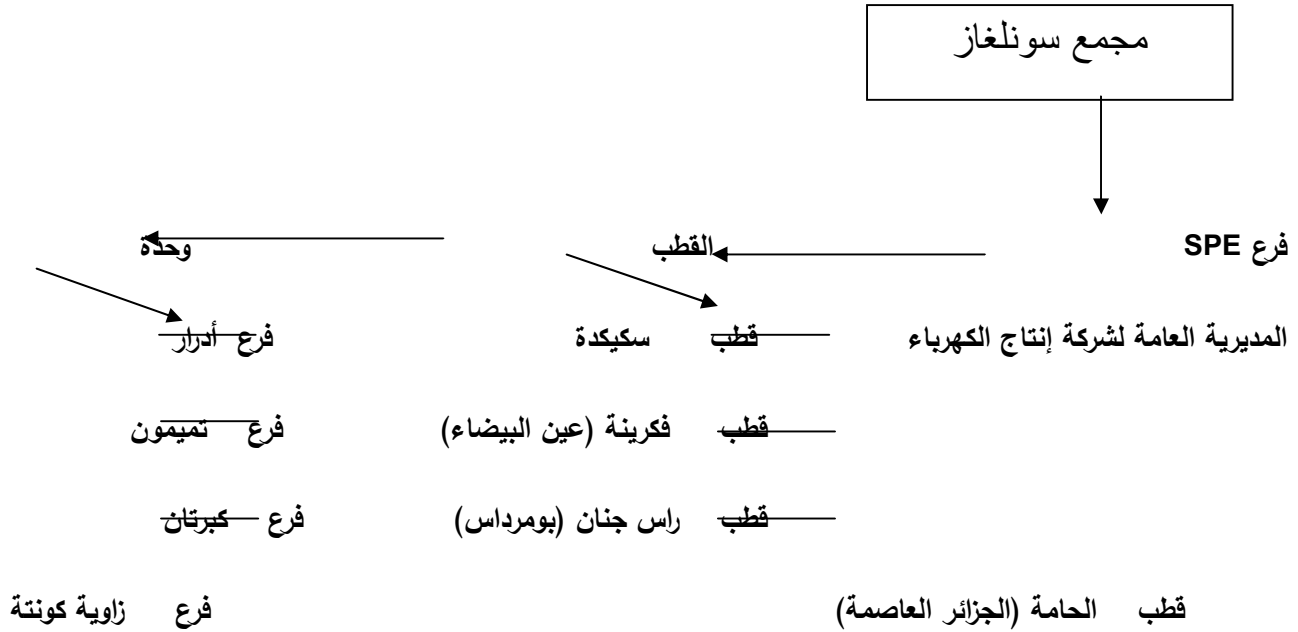 مجمع سونلغاز
فرع SPE القطب وحدة
المديرية العامة لشركة إنتاج الكهرباء قطب سكيكدة فرع أدرار
قطب فكرينة (عين البيضاء) فرع تميمون
قطب راس جنان (بومرداس) فرع كبرتان
قطب الحامة (الجزائر العاصمة) فرع زاوية كونتة